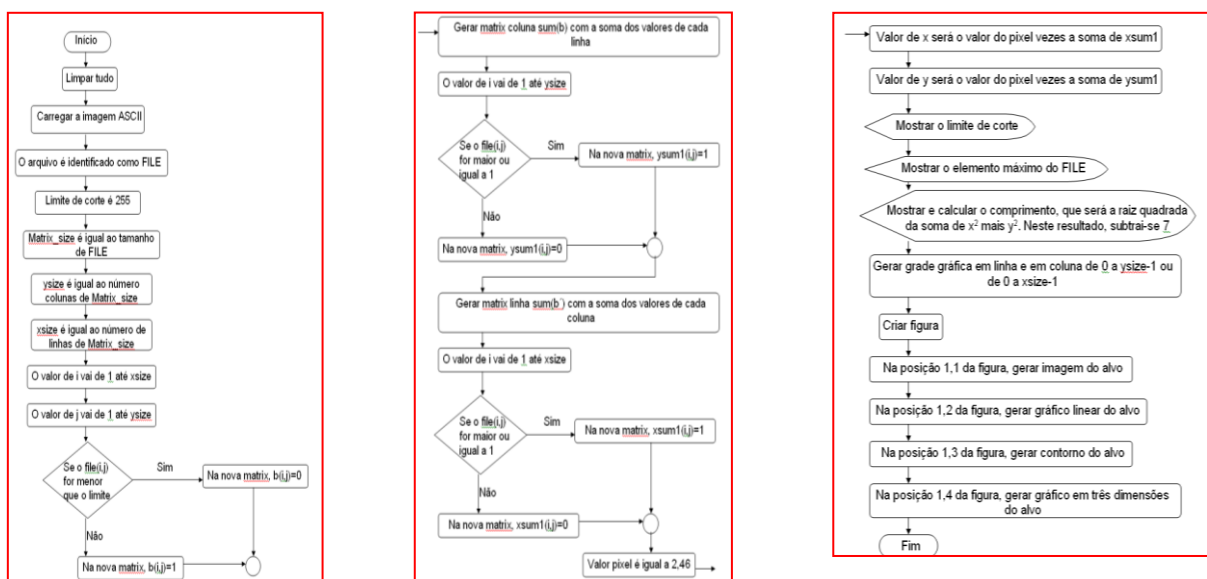 Início
Limpar tudo
Carregar a imagem ASCII
O arquivo é identificado como FILE
Limite de corte é 255
Matrix_size é igual ao tamanho
de FILE
ysize é igual ao número
colunas de Matrix_size
xsize é igual ao número de
linhas de Matrix_size
O valor de i vai de 1 até xsize
O valor de j vai de 1 até ysize
Se o file(i,j)
for menor
que o limite
Sim
Na nova matrix, b(i,j)=0
Não
Na nova matrix, b(i,j)=1
Gerar matrix coluna sum(b) com a soma dos valores de cada
linha
O valor de i vai de 1 até ysize
Se o file(i,j)
for maior ou
igual a 1
Sim
Na nova matrix, ysum1(i,j)=1
Não
Na nova matrix, ysum1(i,j)=0
Gerar matrix linha sum(b') com a soma dos valores de cada
coluna
O valor de i vai de 1 até xsize
Se o file(i,j)
for maior ou
igual a 1
Sim
Na nova matrix, xsum1(i,j)=1
Não
Na nova matrix, xsum1(i,j)=0
Valor pixel é igual a 2,46
Valor de x será o valor do pixel vezes a soma de xsum1
Valor de y será o valor do pixel vezes a soma de ysum1
Mostrar o limite de corte
Mostrar o elemento máximo do FILE
Mostrar e calcular o comprimento, que será a raiz quadrada
da soma de x² mais y². Neste resultado, subtrai-se 7
Gerar grade gráfica em linha e em coluna de 0 a ysize-1 ou
de 0 a xsize-1
Criar figura
Na posição 1,1 da figura, gerar imagem do alvo
Na posição 1,2 da figura, gerar gráfico linear do alvo
Na posição 1,3 da figura, gerar contorno do alvo
Na posição 1,4 da figura, gerar gráfico em três dimensões
do alvo
Fim